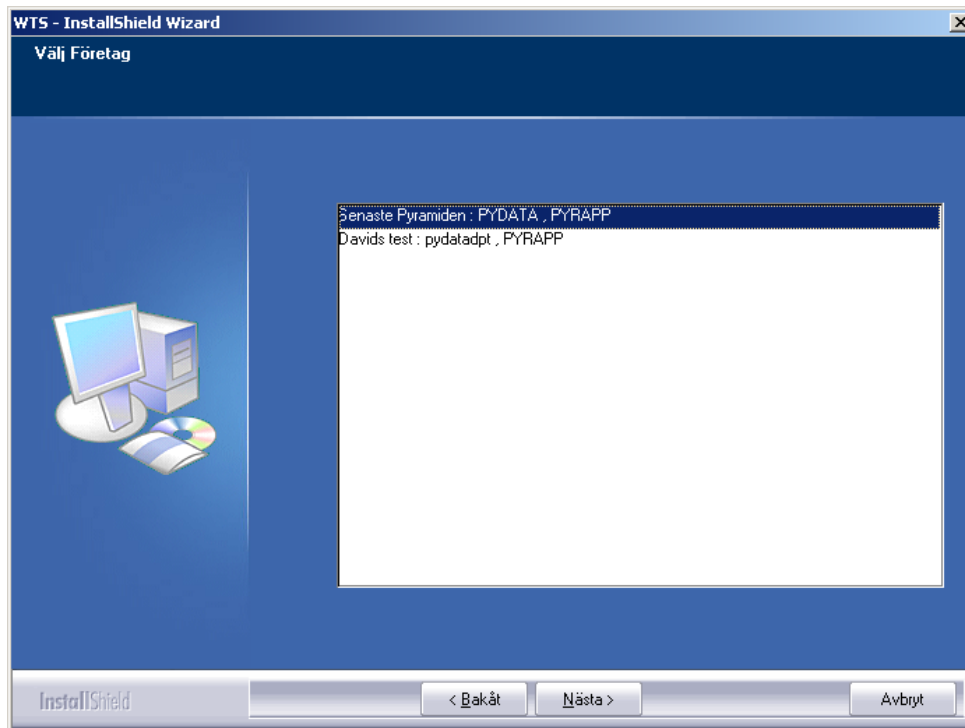 WTS - InstallShield Wizard
Välj Företag
Senaste Pyramiden : PYDATA , PYRAPP
Davids test : pydatadpt , PYRAPP
InstallShield
< Bakåt
Nästa >
Avbryt